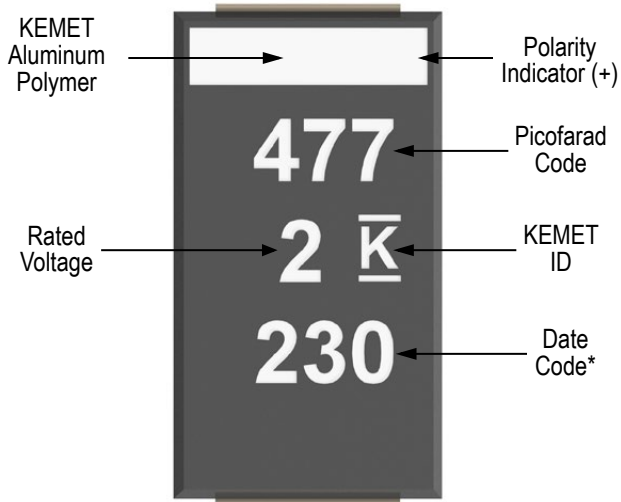 KEMET
Aluminum
Polymer
Polarity
Indicator (+)
477
Picofarad
Code
Rated
Voltage
2 K
KEMET
ID
230
Date
Code*